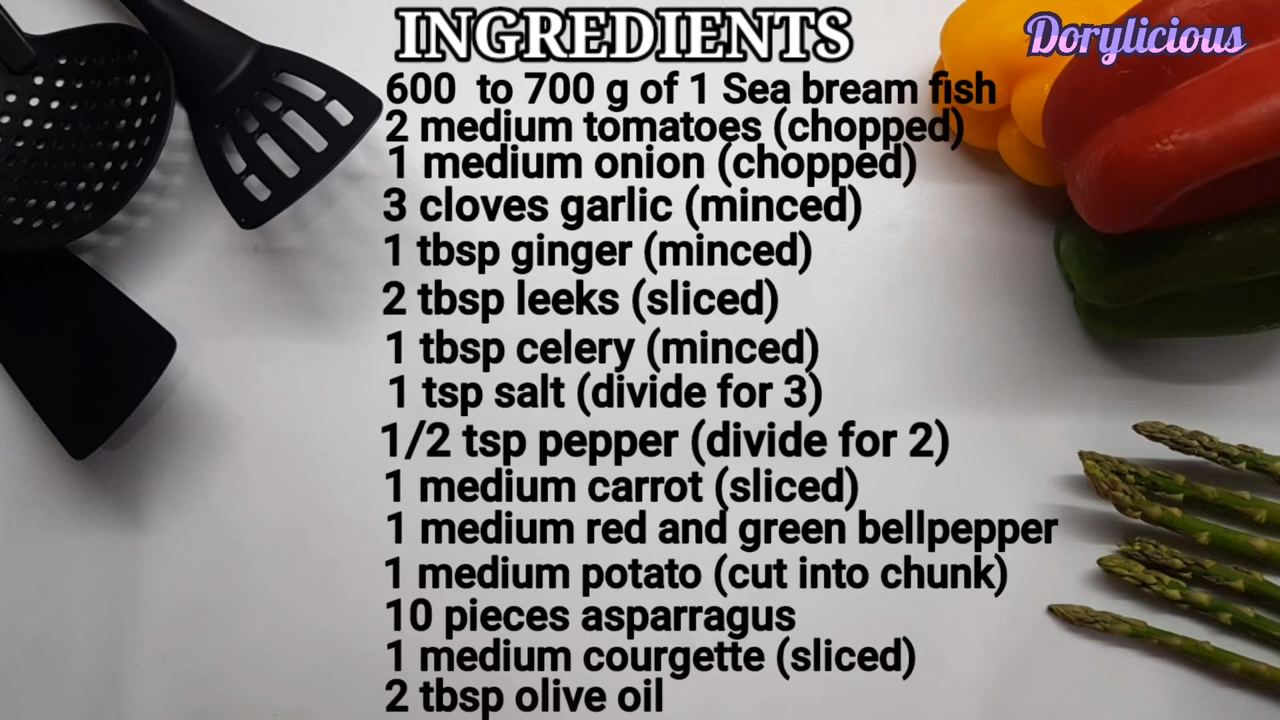 INGREDIENTS
Dorylicious
600 to 700 g of 1 Sea bream fish
2 medium tomatoes (chopped)
1 medium onion (chopped)
3 cloves garlic (minced)
1 tbsp ginger (minced)
2 tbsp leeks (sliced)
1 tbsp celery (minced)
1 tsp salt (divide for 3)
1/2 tsp pepper (divide for 2)
1 medium carrot (sliced)
1 medium red and green bellpepper
1 medium potato (cut into chunk)
10 pieces asparragus
1 medium courgette (sliced)
2 tbsp olive oil